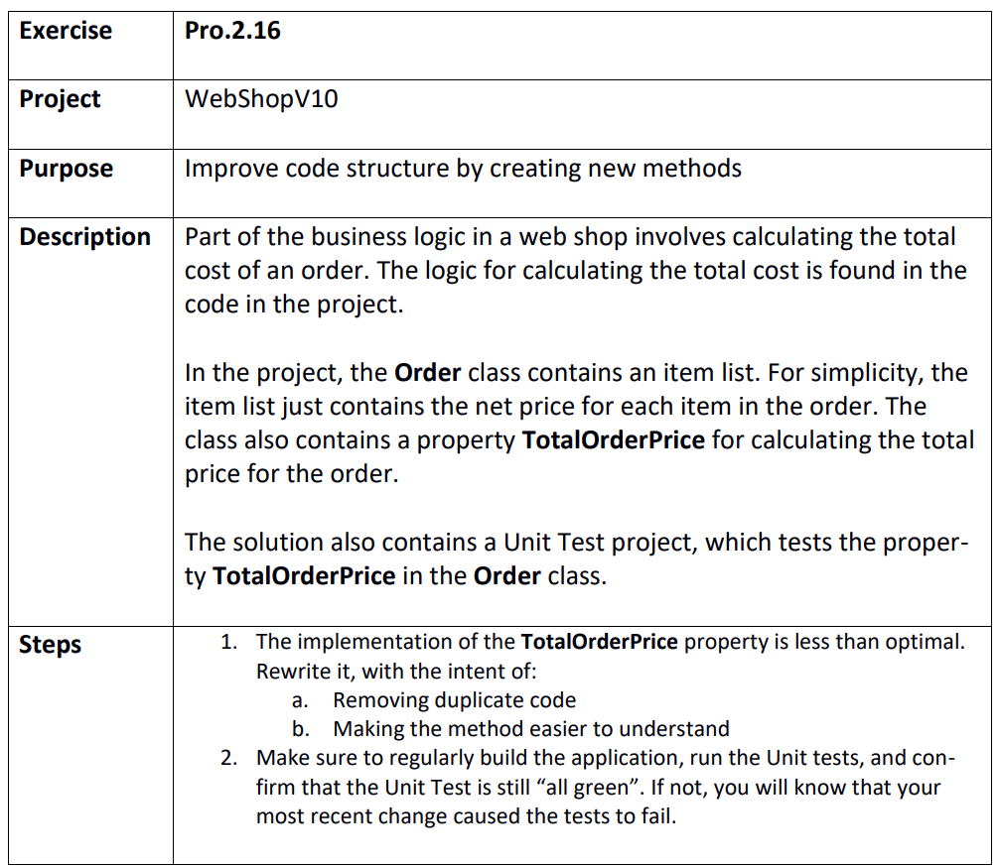 Exercise
Pro.2.16
Project
WebShopV10
Purpose
Improve code structure by creating new methods
Description
Part of the business logic in a web shop involves calculating the total
cost of an order. The logic for calculating the total cost is found in the
code in the project.
In the project, the Order class contains an item list. For simplicity, the
item list just contains the net price for each item in the order. The
class also contains a property TotalOrderPrice for calculating the total
price for the order.
The solution also contains a Unit Test project, which tests the proper-
ty TotalOrderPrice in the Order class.
Steps
1. The implementation of the TotalOrderPrice property is less than optimal.
Rewrite it, with the intent of:
a. Removing duplicate code
b. Making the method easier to understand
2. Make sure to regularly build the application, run the Unit tests, and con-
firm that the Unit Test is still “all green”. If not, you will know that your
most recent change caused the tests to fail.